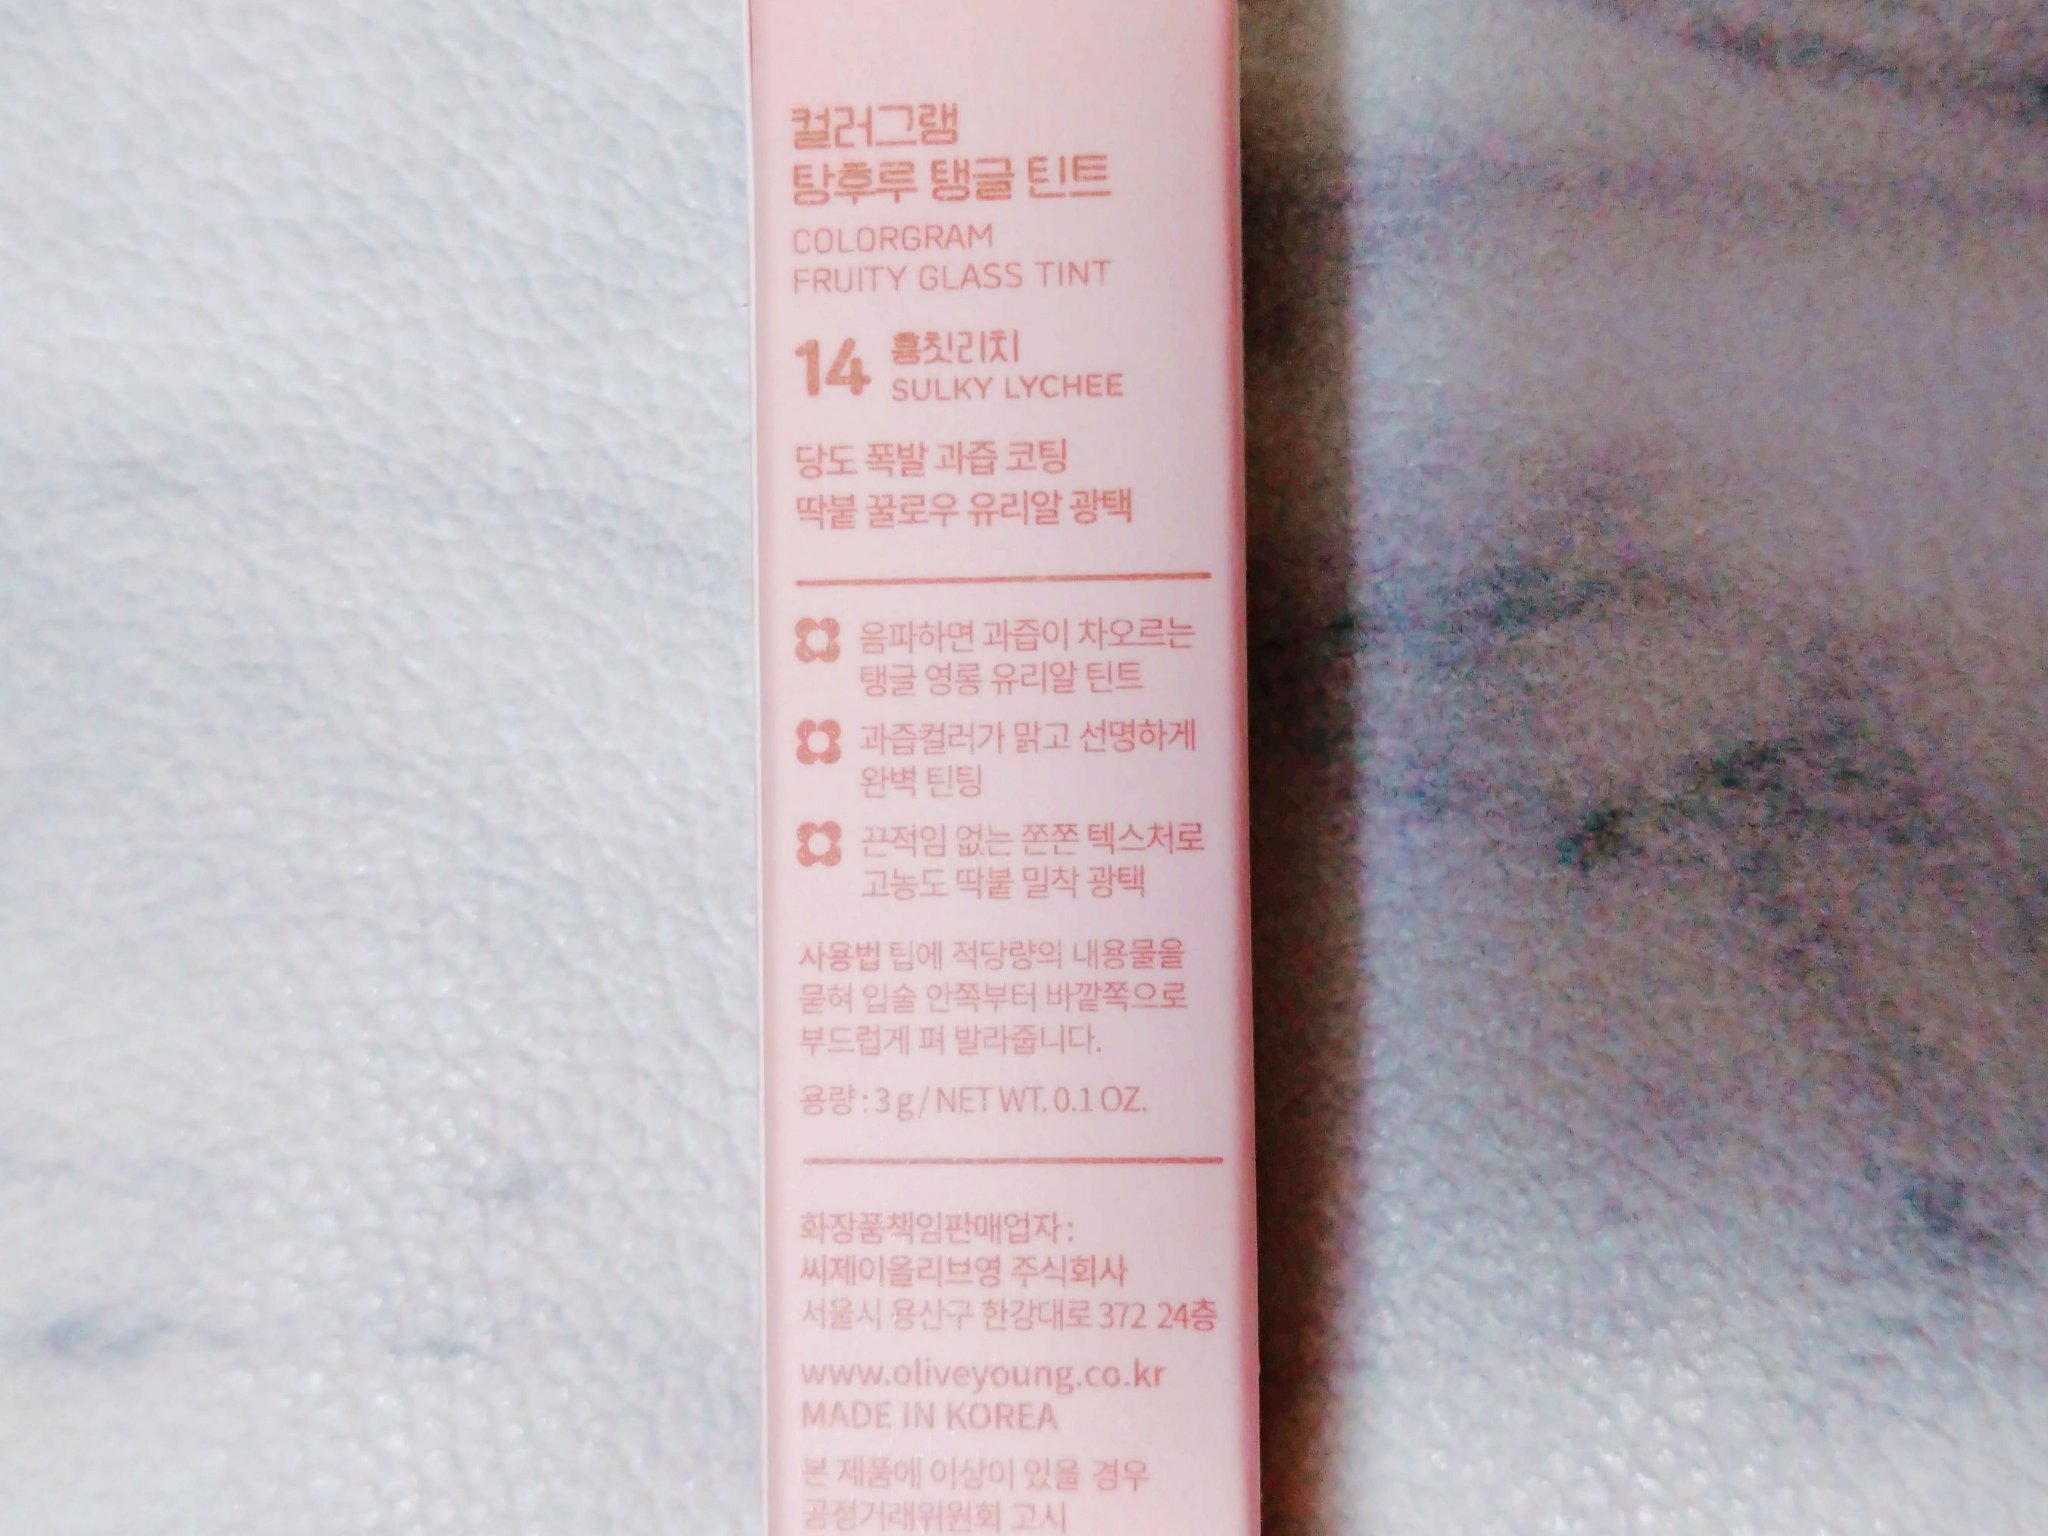 컬러그램
탕후루 탱글 틴트
COLORGRAM
FRUITY GLASS TINT
14 흥칫리치
SULKY LYCHEE
당도 폭발 과즙 코팅
딱붙 꿀로우 유리알 광택
음파하면 과즙이 차오르는
탱글 영롱 유리알 틴트
과즙컬러가 맑고 선명하게
완벽 틴팅
끈적임 없는 쫀쫀 텍스처로
고농도 딱붙 밀착 광택
사용법 팁에 적당량의 내용물을
묻혀 입술 안쪽부터 바깥쪽으로
부드럽게 펴 발라줍니다.
용량 : 3 g / NET WT. 0.1 OZ.
화장품책임판매업자 :
씨제이올리브영 주식회사
서울시 용산구 한강대로 372 24층
www.oliveyoung.co.kr
MADE IN KOREA
본 제품에 이상이 있을 경우
공정거래위원회 고시